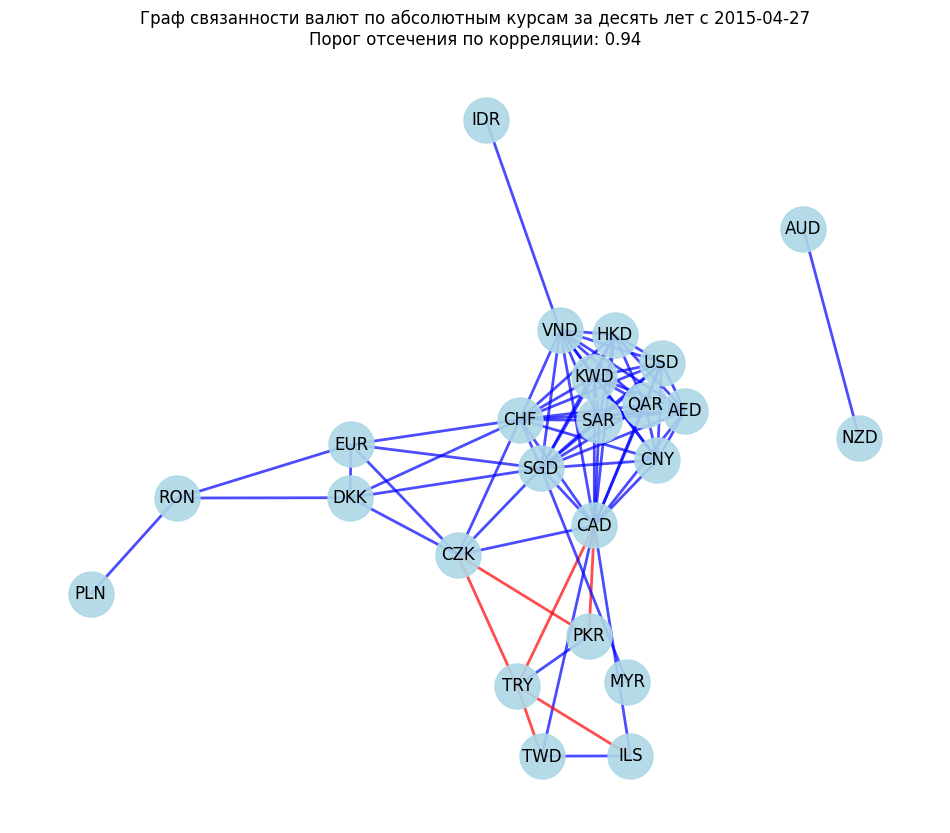 Граф связанности валют по абсолютным курсам за десять лет с 2015-04-27
Порог отсечения по корреляции: 0.94
IDR
AUD
VND
HKD
USD
KWD
QAR
AED
CHF
SAR
NZD
EUR
CNY
SGD
RON
DKK
CAD
CZK
PLN
PKR
MYR
TRY
TWD
ILS